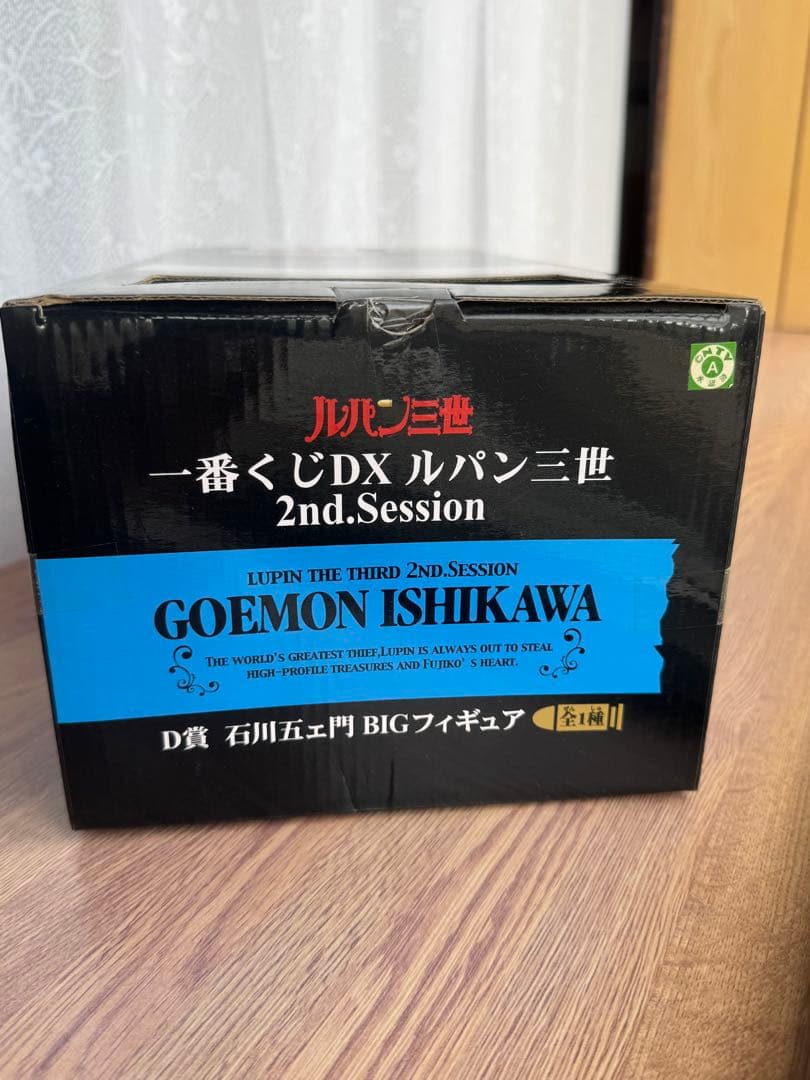 ルパン三世
一番くじDX ルパン三世
2nd.Session
LUPIN THE THIRD 2ND.SESSION
GOEMON ISHIKAWA
THE WORLD'S GREATEST THIEF,LUPIN IS ALWAYS OUT TO STEAL
HIGH-PROFILE TREASURES AND FUJIKO'S HEART.
D賞 石川五ェ門 BIGフィギュア 全1種
A